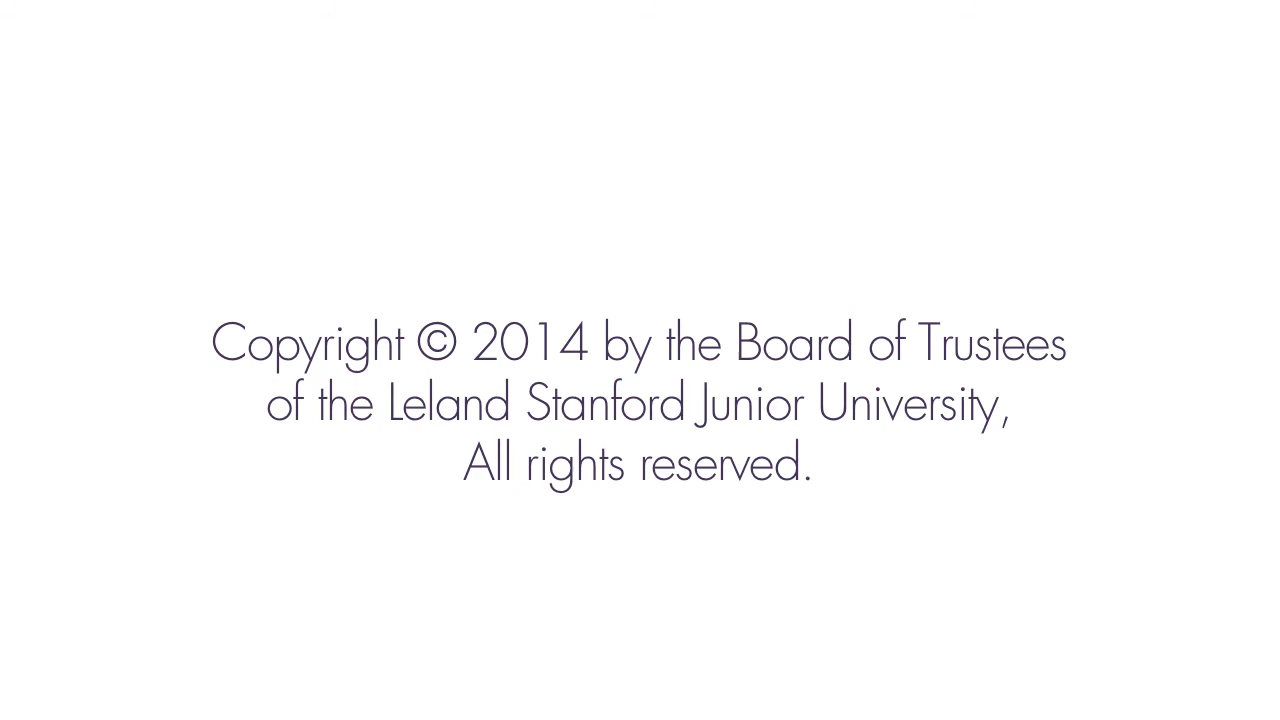 Copyright © 2014 by the Board of Trustees
of the Leland Stanford Junior University,
All rights reserved.